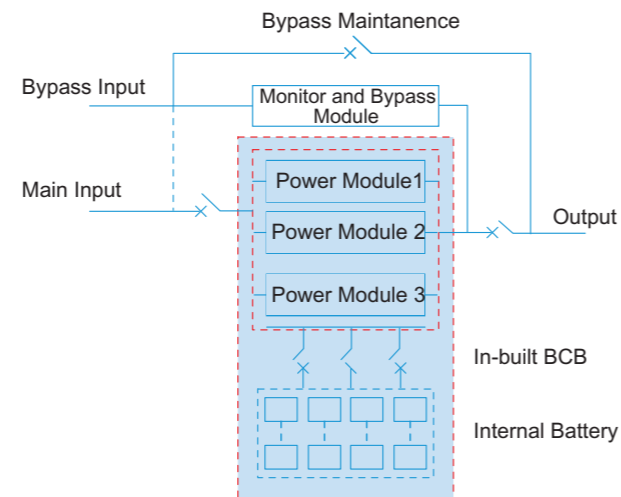 Bypass Maintanence
Bypass Input
Monitor and Bypass
Module
Main Input
Power Module1
Power Module 2
Output
Power Module 3
In-built BCB
Internal Battery